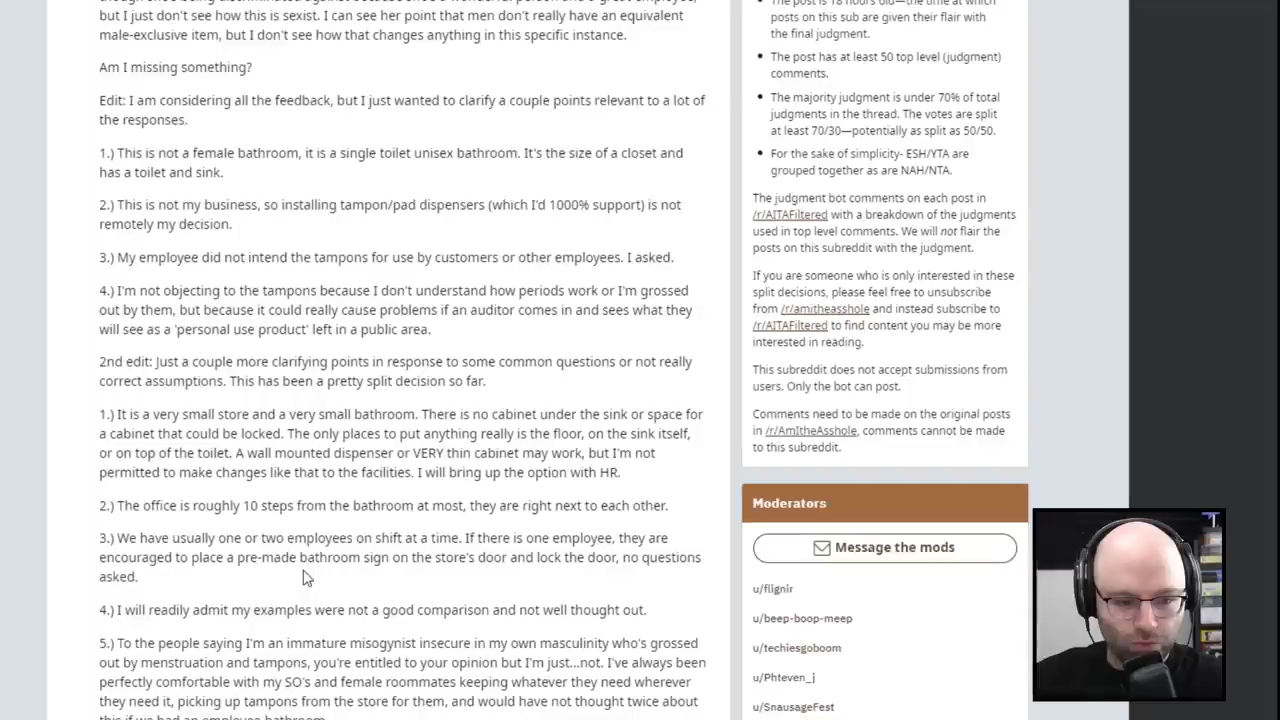 but I just don't see how this is sexist. I can see her point that men don't really have an equivalent
male-exclusive item, but I don't see how that changes anything in this specific instance.
Am I missing something?
Edit: I am considering all the feedback, but I just wanted to clarify a couple points relevant to a lot of
the responses.
1.) This is not a female bathroom, it is a single toilet unisex bathroom. It's the size of a closet and
has a toilet and sink.
2.) This is not my business, so installing tampon/pad dispensers (which I'd 1000% support) is not
remotely my decision.
3.) My employee did not intend the tampons for use by customers or other employees. I asked.
4.) I'm not objecting to the tampons because I don't understand how periods work or I'm grossed
out by them, but because it could really cause problems if an auditor comes in and sees what they
will see as a 'personal use product' left in a public area.
2nd edit: Just a couple more clarifying points in response to some common questions or not really
correct assumptions. This has been a pretty split decision so far.
1.) It is a very small store and a very small bathroom. There is no cabinet under the sink or space for
a cabinet that could be locked. The only places to put anything really is the floor, on the sink itself,
or on top of the toilet. A wall mounted dispenser or VERY thin cabinet may work, but I'm not
permitted to make changes like that to the facilities. I will bring up the option with HR.
2.) The office is roughly 10 steps from the bathroom at most, they are right next to each other.
3.) We have usually one or two employees on shift at a time. If there is one employee, they are
encouraged to place a pre-made bathroom sign on the store's door and lock the door, no questions
asked.
4.) I will readily admit my examples were not a good comparison and not well thought out.
5.) To the people saying I'm an immature misogynist insecure in my own masculinity who's grossed
out by menstruation and tampons, you're entitled to your opinion but I'm just...not. I've always been
perfectly comfortable with my SO's and female roommates keeping whatever they need wherever
they need it, picking up tampons from the store for them, and would have not thought twice about
this if we had an employee bathroom.
• The post is 18 hours old—the time at which
posts on this sub are given their flair with
the final judgment.
• The post has at least 50 top level (judgment)
comments.
• The majority judgment is under 70% of total
judgments in the thread. The votes are split
at least 70/30—potentially as split as 50/50.
• For the sake of simplicity- ESH/YTA are
grouped together as are NAH/NTA.
The judgment bot comments on each post in
/r/AITAFiltered with a breakdown of the judgments
used in top level comments. We will not flair the
posts on this subreddit with the judgment.
If you are someone who is only interested in these
split decisions, please feel free to unsubscribe
from /r/amitheasshole and instead subscribe to
/r/AITAFiltered to find content you may be more
interested in reading.
This subreddit does not accept submissions from
users. Only the bot can post.
Comments need to be made on the original posts
in /r/AmItheAsshole, comments cannot be made
to this subreddit.
Moderators
Message the mods
u/flignir
u/beep-boop-meep
u/techiesgoboom
u/Phteven_j
u/SnausageFest